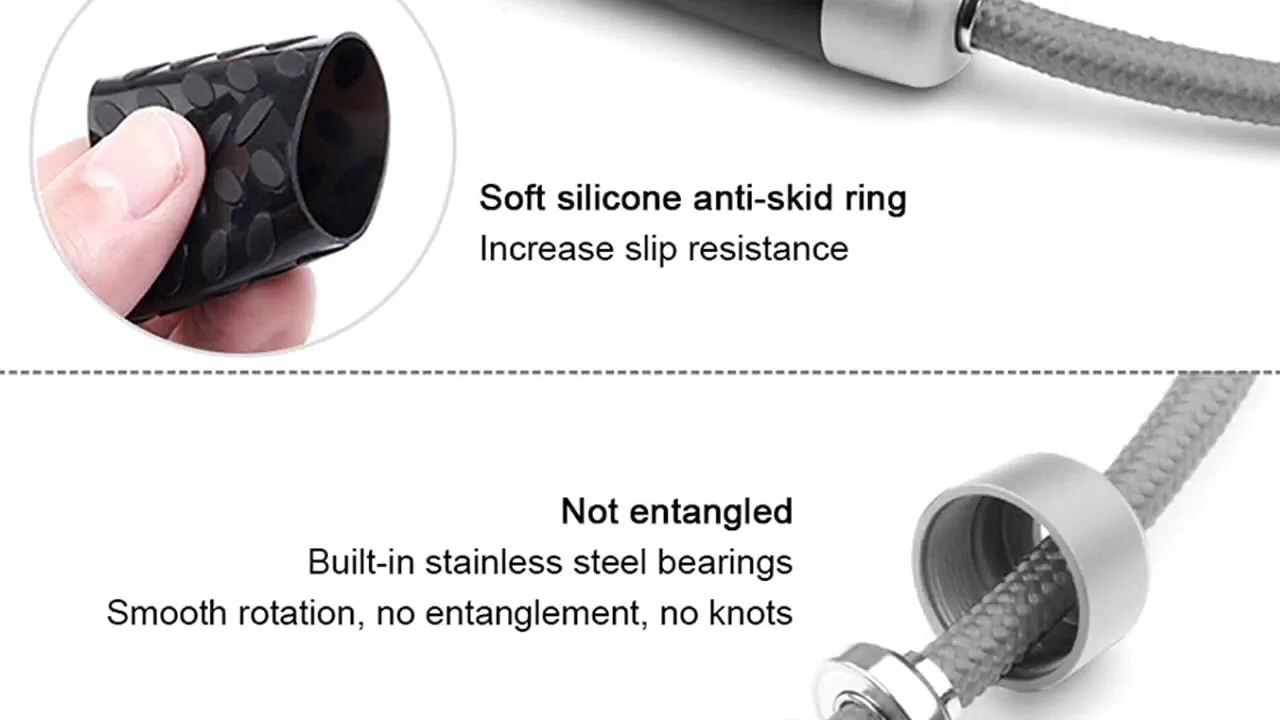 Soft silicone anti-skid ring
Increase slip resistance
Not entangled
Built-in stainless steel bearings
Smooth rotation, no entanglement, no knots